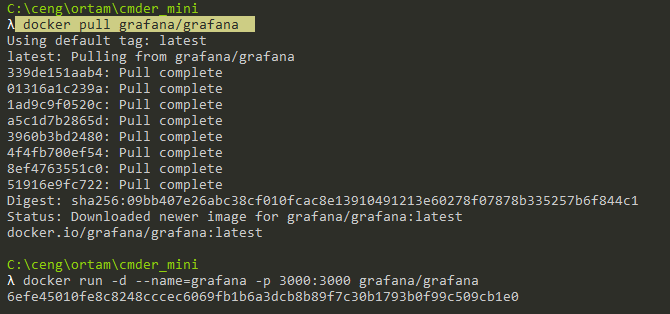 C:\ceng\ortam\cmder_mini
λ docker pull grafana/grafana
Using default tag: latest
latest: Pulling from grafana/grafana
339de151aab4: Pull complete
01316a1c239a: Pull complete
1ad9c9f0520c: Pull complete
a5c1d7b2865d: Pull complete
3960b3bd2480: Pull complete
4f4fb700ef54: Pull complete
8ef4763551c0: Pull complete
51916e9fc722: Pull complete
Digest: sha256:09bb407e26abc38cf010fcac8e13910491213e60278f07878b335257b6f844c1
Status: Downloaded newer image for grafana/grafana:latest
docker.io/grafana/grafana:latest
C:\ceng\ortam\cmder_mini
λ docker run -d --name=grafana -p 3000:3000 grafana/grafana
6efe45010fe8c8248cccec6069fb1b6a3dcb8b89f7c30b1793b0f99c509cb1e0